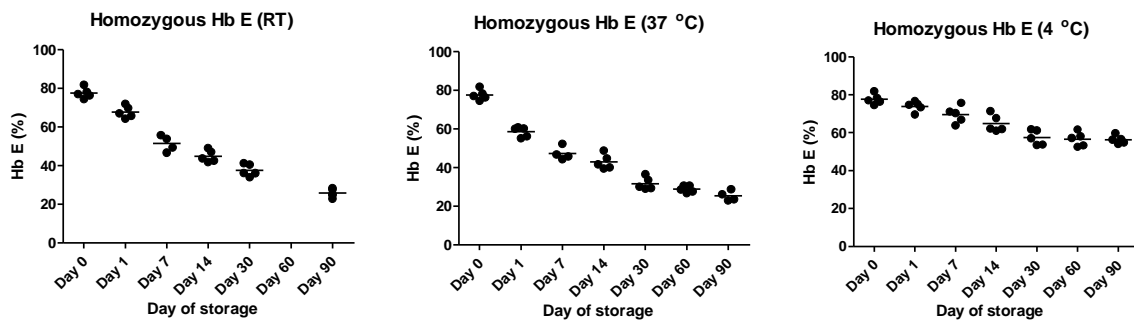 Homozygous Hb E (RT)
100
80
60
40
20
0
Hb E (%)
Day 0
Day 1
Day 7
Day 14
Day 30
Day 60
Day 90
Day of storage
Homozygous Hb E (37 °C)
100
80
60
40
20
0
Hb E (%)
Day 0
Day 1
Day 7
Day 14
Day 30
Day 60
Day 90
Day of storage
Homozygous Hb E (4 °C)
100
80
60
40
20
0
Hb E (%)
Day 0
Day 1
Day 7
Day 14
Day 30
Day 60
Day 90
Day of storage